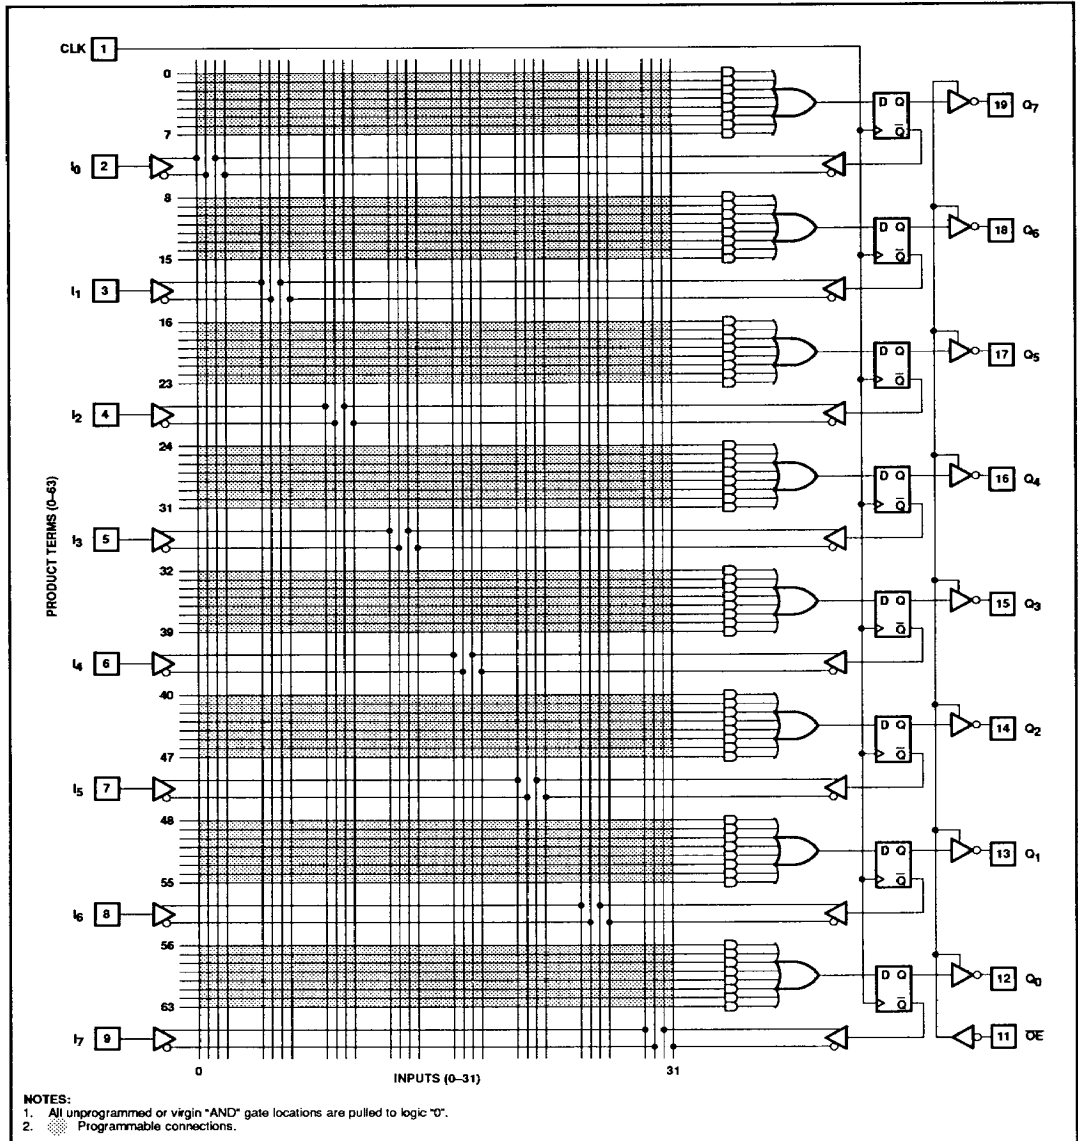 CLK 1
0
7
D Q
Q̅
19 Q7
I0 2
8
15
D Q
Q̅
18 Q6
I1 3
16
23
D Q
Q̅
17 Q5
I2 4
24
31
D Q
Q̅
16 Q4
I3 5
PRODUCT TERMS (0–63)
32
39
D Q
Q̅
15 Q3
I4 6
40
47
D Q
Q̅
14 Q2
I5 7
48
55
D Q
Q̅
13 Q1
I6 8
56
63
D Q
Q̅
12 Q0
I7 9
11 O̅E̅
0
INPUTS (0–31)
31
NOTES:
1. All unprogrammed or virgin "AND" gate locations are pulled to logic "0".
2. Programmable connections.